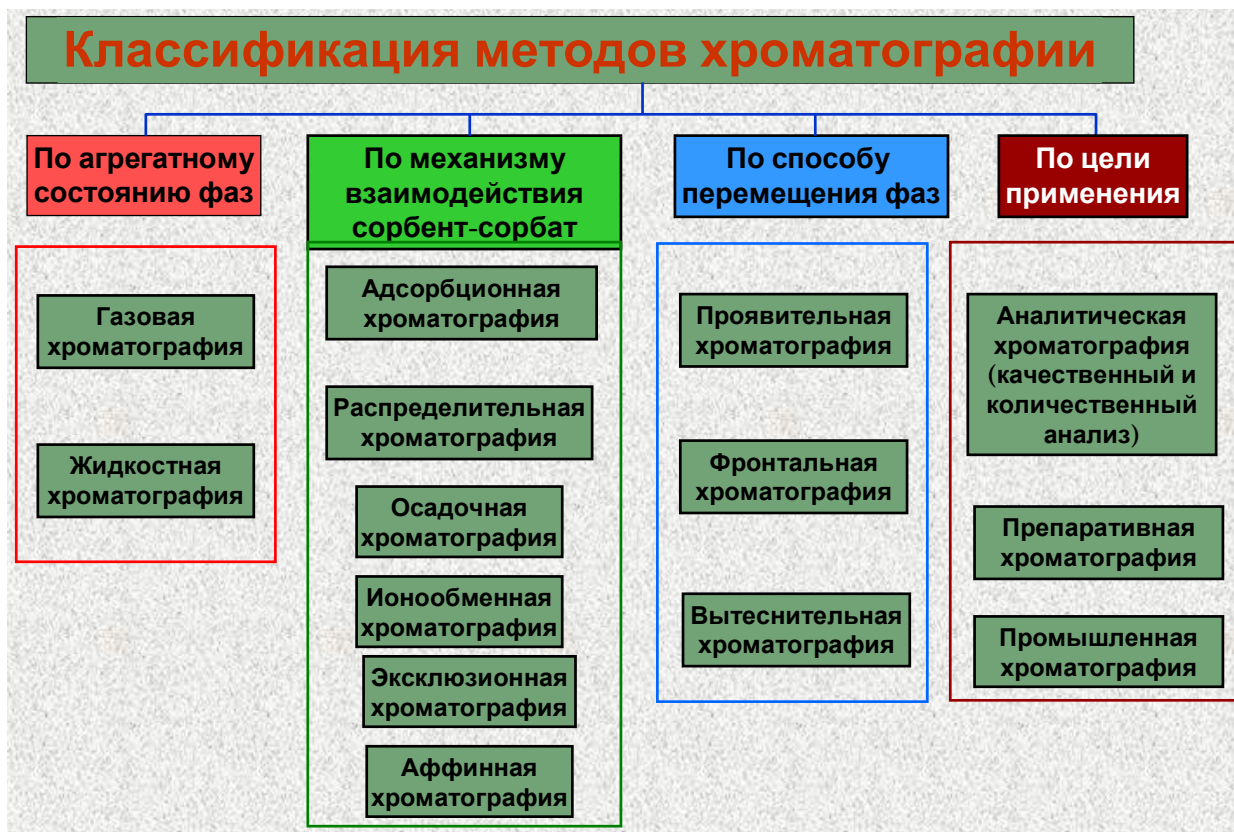 Классификация методов хроматографии
По агрегатному
состоянию фаз
Газовая
хроматография
Жидкостная
хроматография
По механизму
взаимодействия
сорбент-сорбат
Адсорбционная
хроматография
Распределительная
хроматография
Осадочная
хроматография
Ионообменная
хроматография
Эксклюзионная
хроматография
Аффинная
хроматография
По способу
перемещения фаз
Проявительная
хроматография
Фронтальная
хроматография
Вытеснительная
хроматография
По цели
применения
Аналитическая
хроматография
(качественный и
количественный
анализ)
Препаративная
хроматография
Промышленная
хроматография